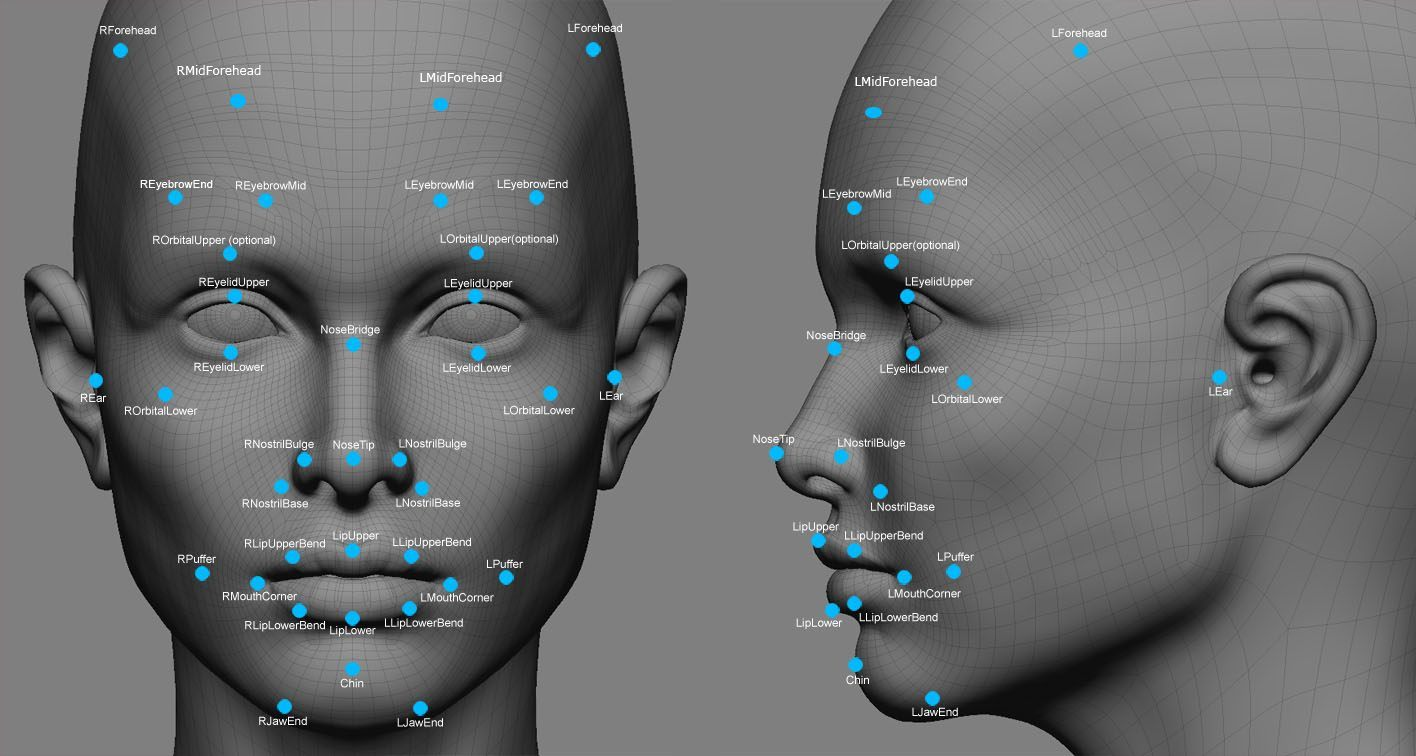 RForehead
LForehead
RMidForehead
LMidForehead
REyebrowEnd
REyebrowMid
LEyebrowMid
LEyebrowEnd
ROrbitalUpper (optional)
LOrbitalUpper(optional)
REyelidUpper
LEyelidUpper
NoseBridge
REyelidLower
LEyelidLower
REar
LEar
ROrbitalLower
LOrbitalLower
RNostrilBulge
NoseTip
LNostrilBulge
RNostrilBase
LNostrilBase
LipUpper
RLipUpperBend
LLipUpperBend
RPuffer
LPuffer
RMouthCorner
LMouthCorner
RLipLowerBend
LipLower
LLipLowerBend
Chin
RJawEnd
LJawEnd
LForehead
LMidForehead
LEyebrowEnd
LEyebrowMid
LOrbitalUpper(optional)
LEyelidUpper
NoseBridge
LEyelidLower
LEar
LOrbitalLower
NoseTip
LNostrilBulge
LNostrilBase
LipUpper
LLipUpperBend
LPuffer
LMouthCorner
LipLower
LLipLowerBend
Chin
LJawEnd